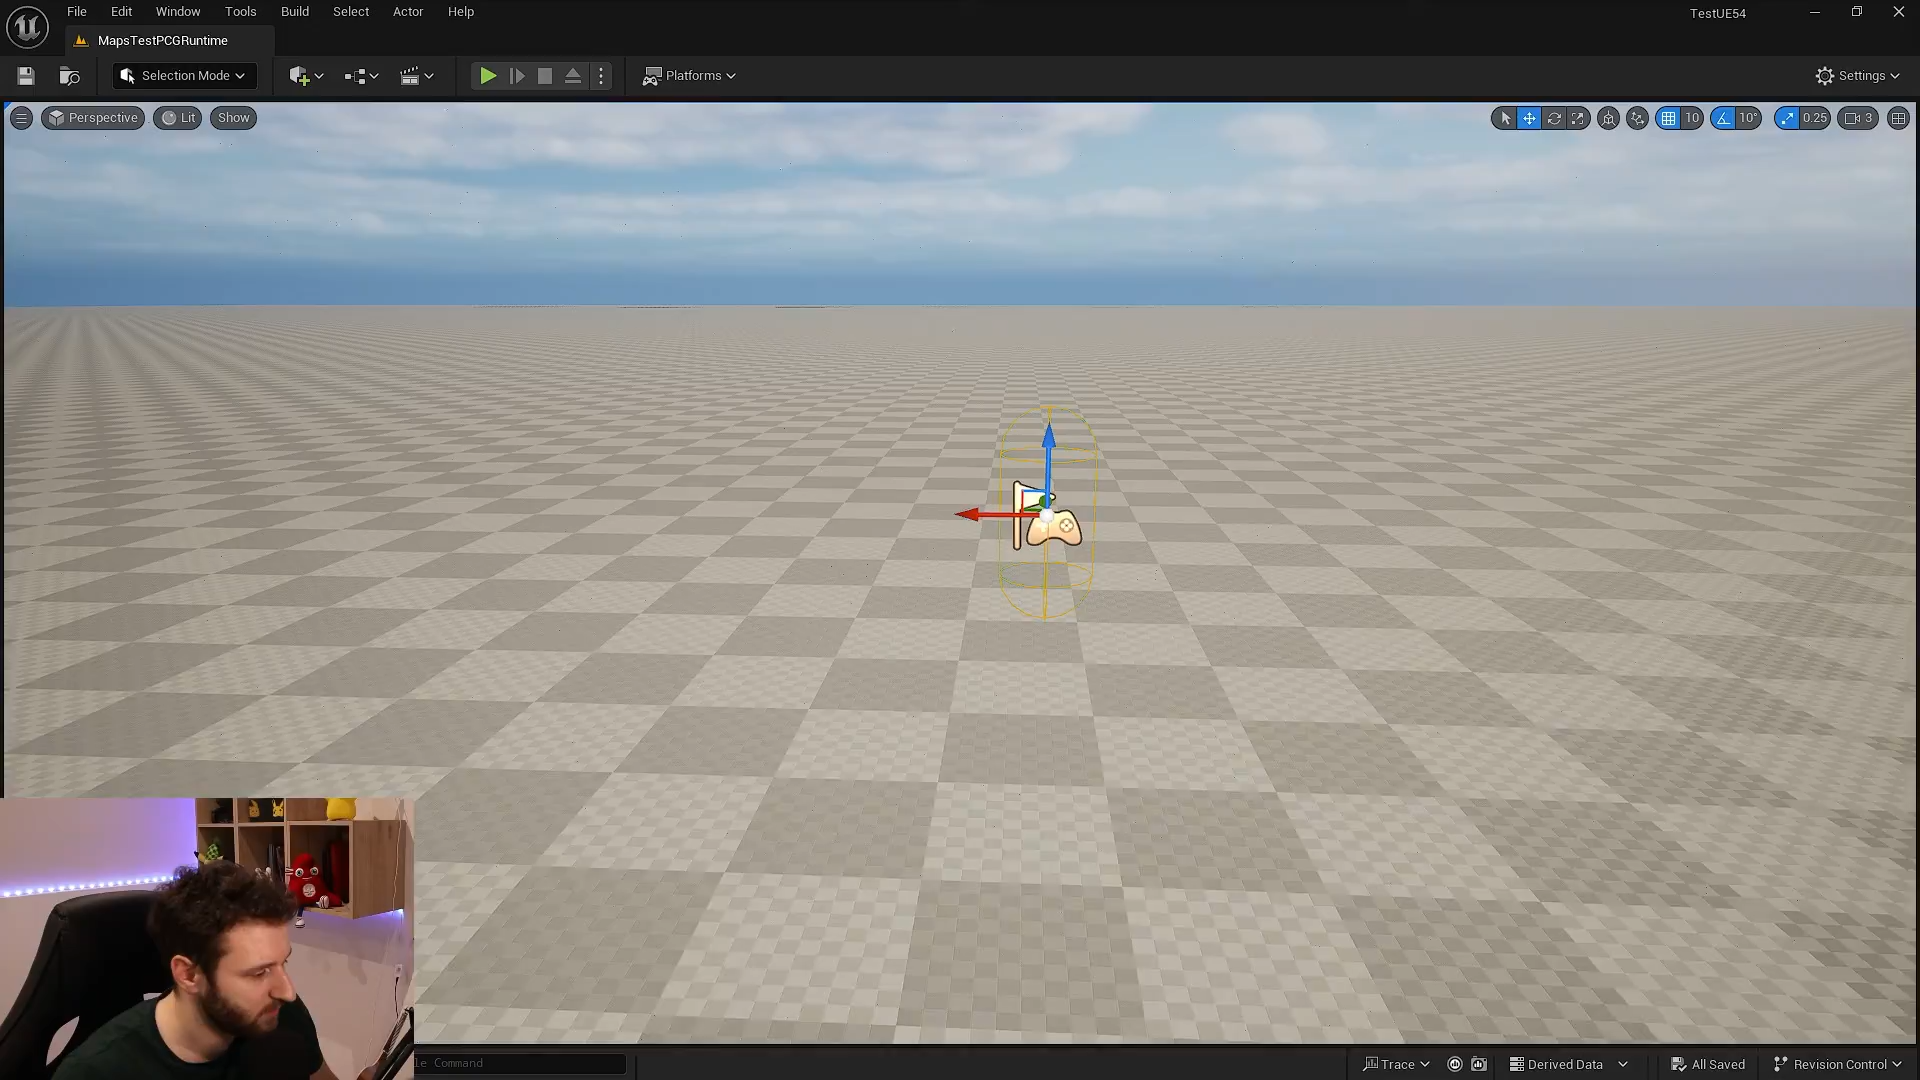 File Edit Window Tools Build Select Actor Help
TestUE54
MapsTestPCGRuntime
Selection Mode
Platforms
Settings
Perspective
Lit
Show
10
10°
0.25
3
le Command
Trace
Derived Data
All Saved
Revision Control